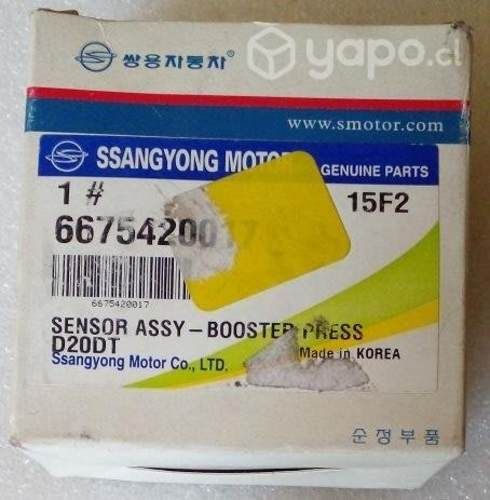 쌍용자동차®
yapo.cl
www.smotor.com
SSANGYONG MOTOR GENUINE PARTS
1 # 15F2
6675420017
6675420017
SENSOR ASSY-BOOSTER PRESS
D20DT Made in KOREA
Ssangyong Motor Co., LTD.
순정부품